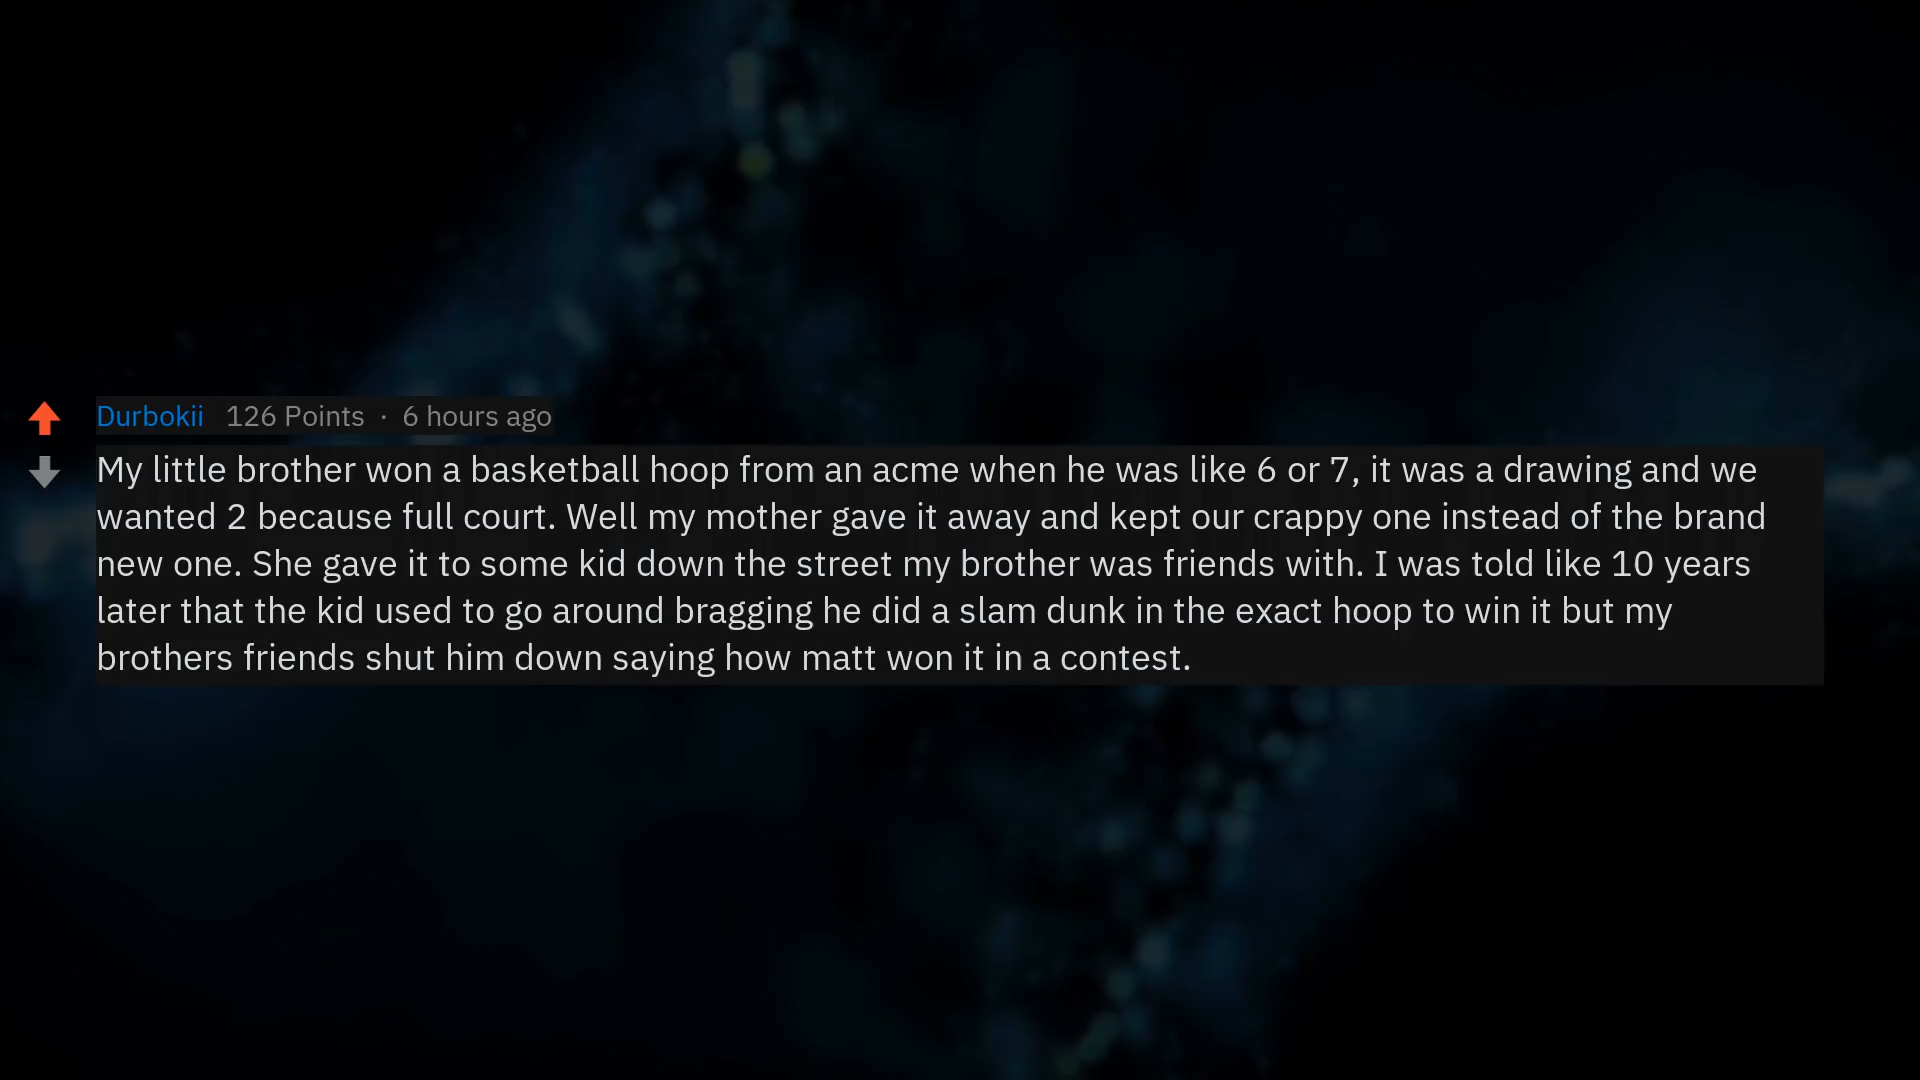 Durbokii 126 Points · 6 hours ago
My little brother won a basketball hoop from an acme when he was like 6 or 7, it was a drawing and we
wanted 2 because full court. Well my mother gave it away and kept our crappy one instead of the brand
new one. She gave it to some kid down the street my brother was friends with. I was told like 10 years
later that the kid used to go around bragging he did a slam dunk in the exact hoop to win it but my
brothers friends shut him down saying how matt won it in a contest.